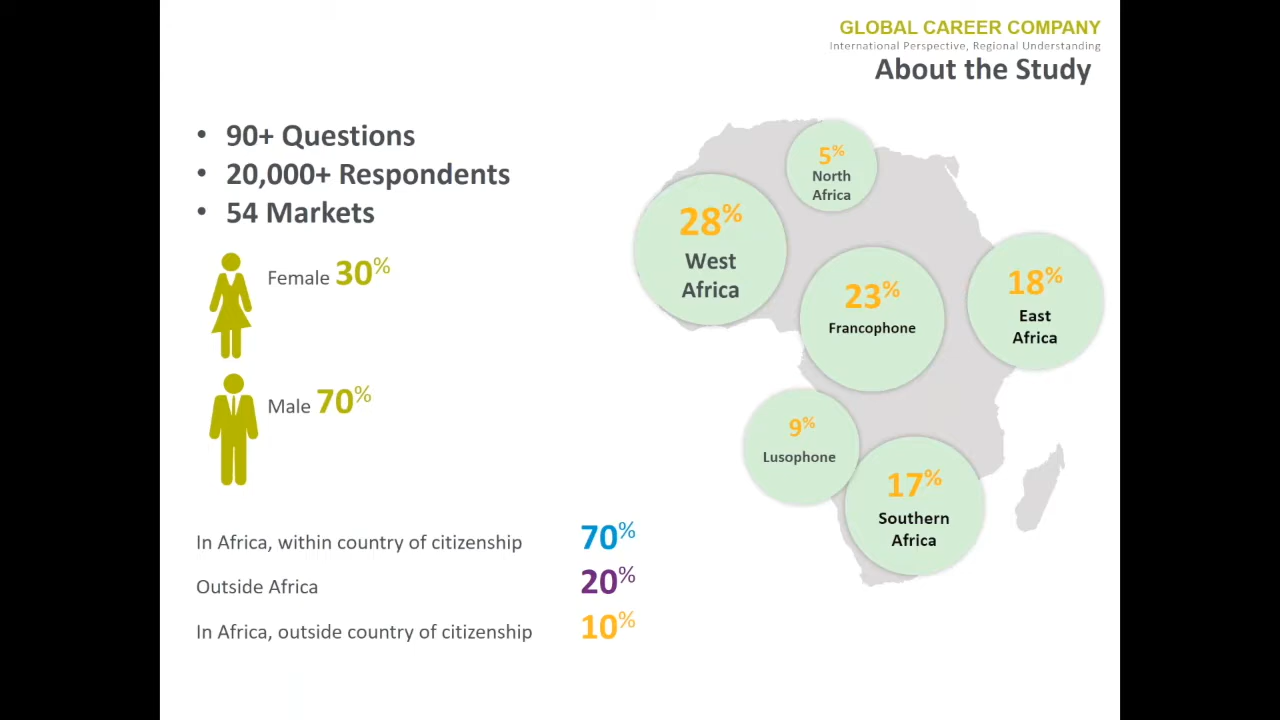 GLOBAL CAREER COMPANY
International Perspective, Regional Understanding
About the Study
• 90+ Questions
• 20,000+ Respondents
• 54 Markets
Female 30%
Male 70%
In Africa, within country of citizenship 70%
Outside Africa 20%
In Africa, outside country of citizenship 10%
5%
North
Africa
28%
West
Africa
23%
Francophone
18%
East
Africa
9%
Lusophone
17%
Southern
Africa